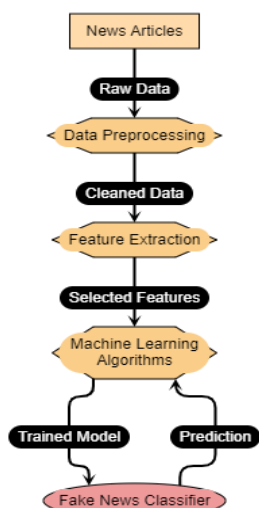 News Articles
Raw Data
Data Preprocessing
Cleaned Data
Feature Extraction
Selected Features
Machine Learning
Algorithms
Trained Model
Prediction
Fake News Classifier